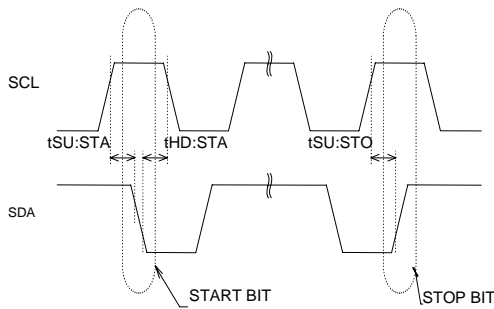 SCL
tSU:STA tHD:STA tSU:STO
SDA
START BIT STOP BIT